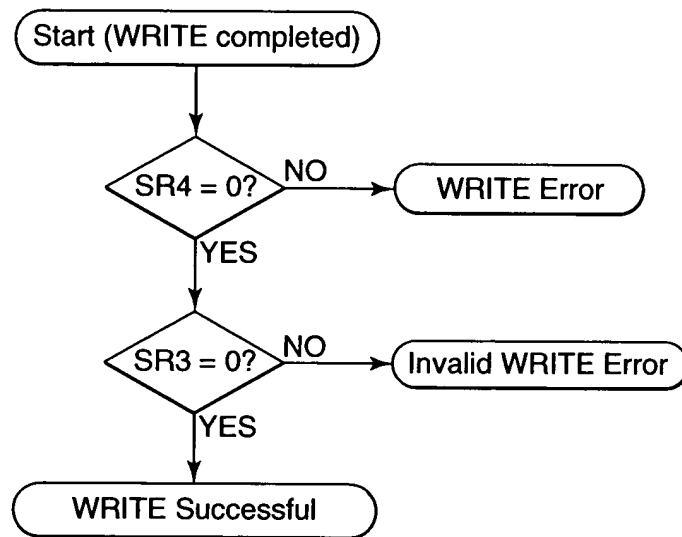 Start (WRITE completed)
SR4 = 0?
NO
WRITE Error
YES
SR3 = 0?
NO
Invalid WRITE Error
YES
WRITE Successful